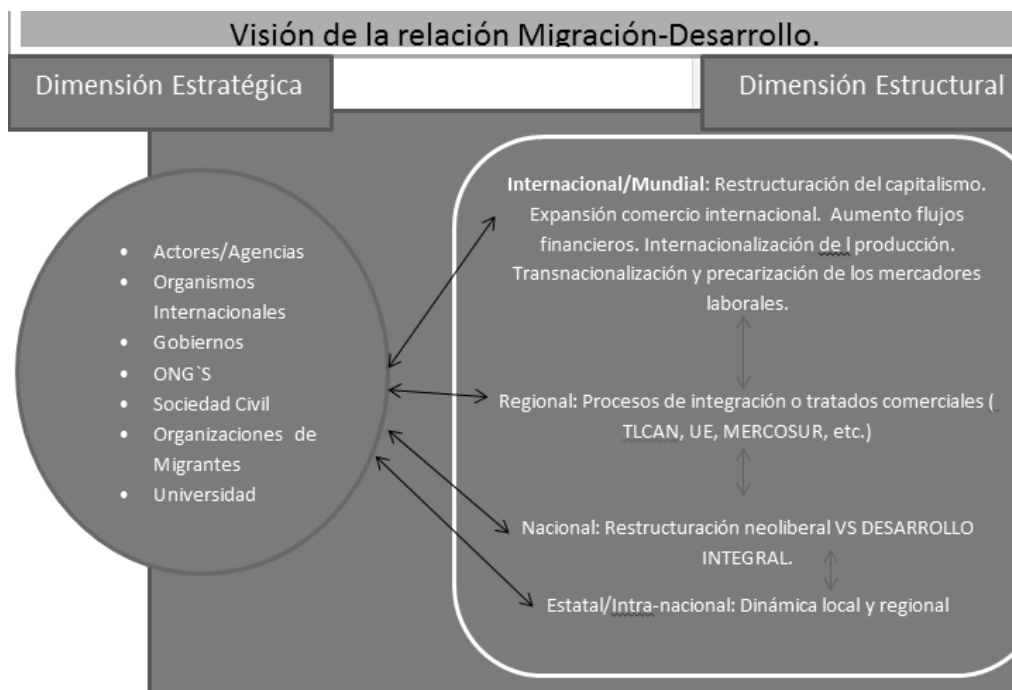 Visión de la relación Migración-Desarrollo.
Dimensión Estratégica
Dimensión Estructural
• Actores/Agencias
• Organismos
Internacionales
• Gobiernos
• ONG`S
• Sociedad Civil
• Organizaciones de
Migrantes
• Universidad
Internacional/Mundial: Restructuración del capitalismo.
Expansión comercio internacional. Aumento flujos
financieros. Internacionalización de l producción.
Transnacionalización y precarización de los mercadores
laborales.
Regional: Procesos de integración o tratados comerciales (
TLCAN, UE, MERCOSUR, etc.)
Nacional: Restructuración neoliberal VS DESARROLLO
INTEGRAL.
Estatal/Intra-nacional: Dinámica local y regional